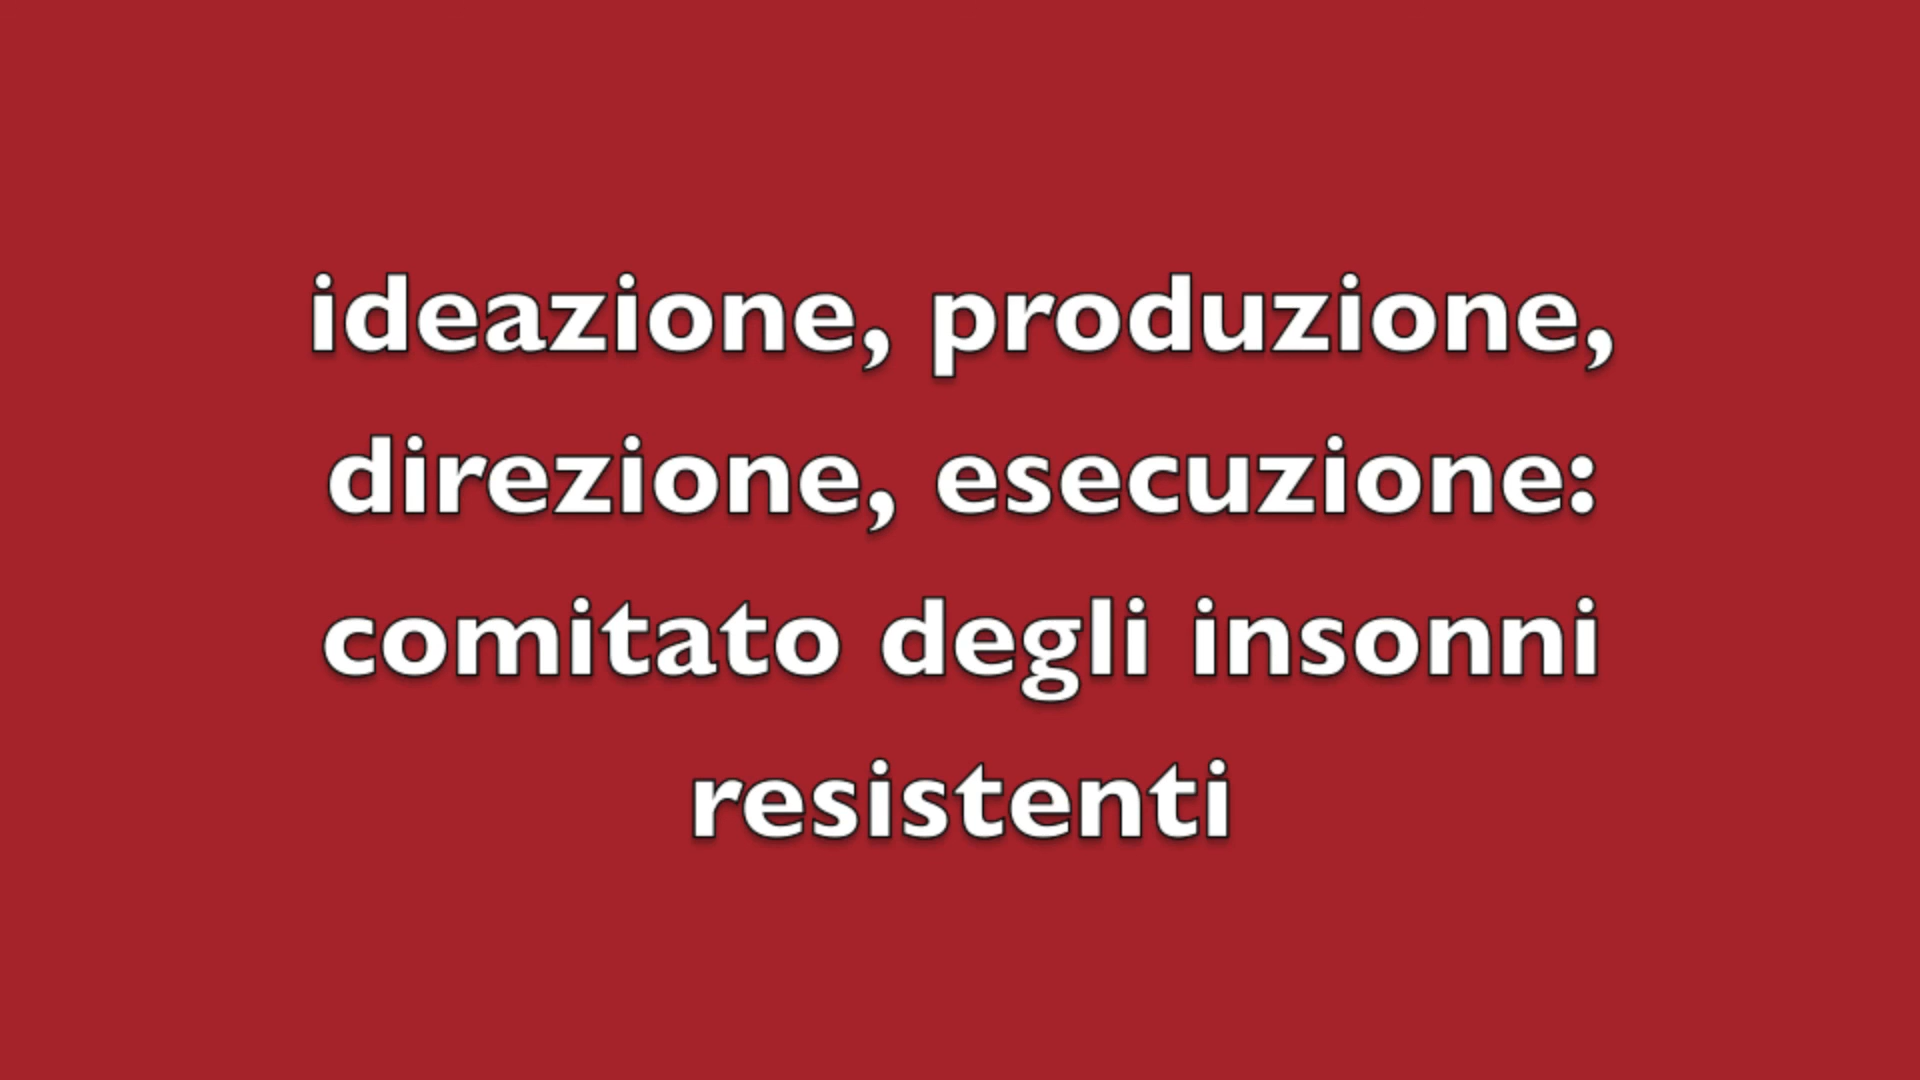 ideazione, produzione,
direzione, esecuzione:
comitato degli insonni
resistenti